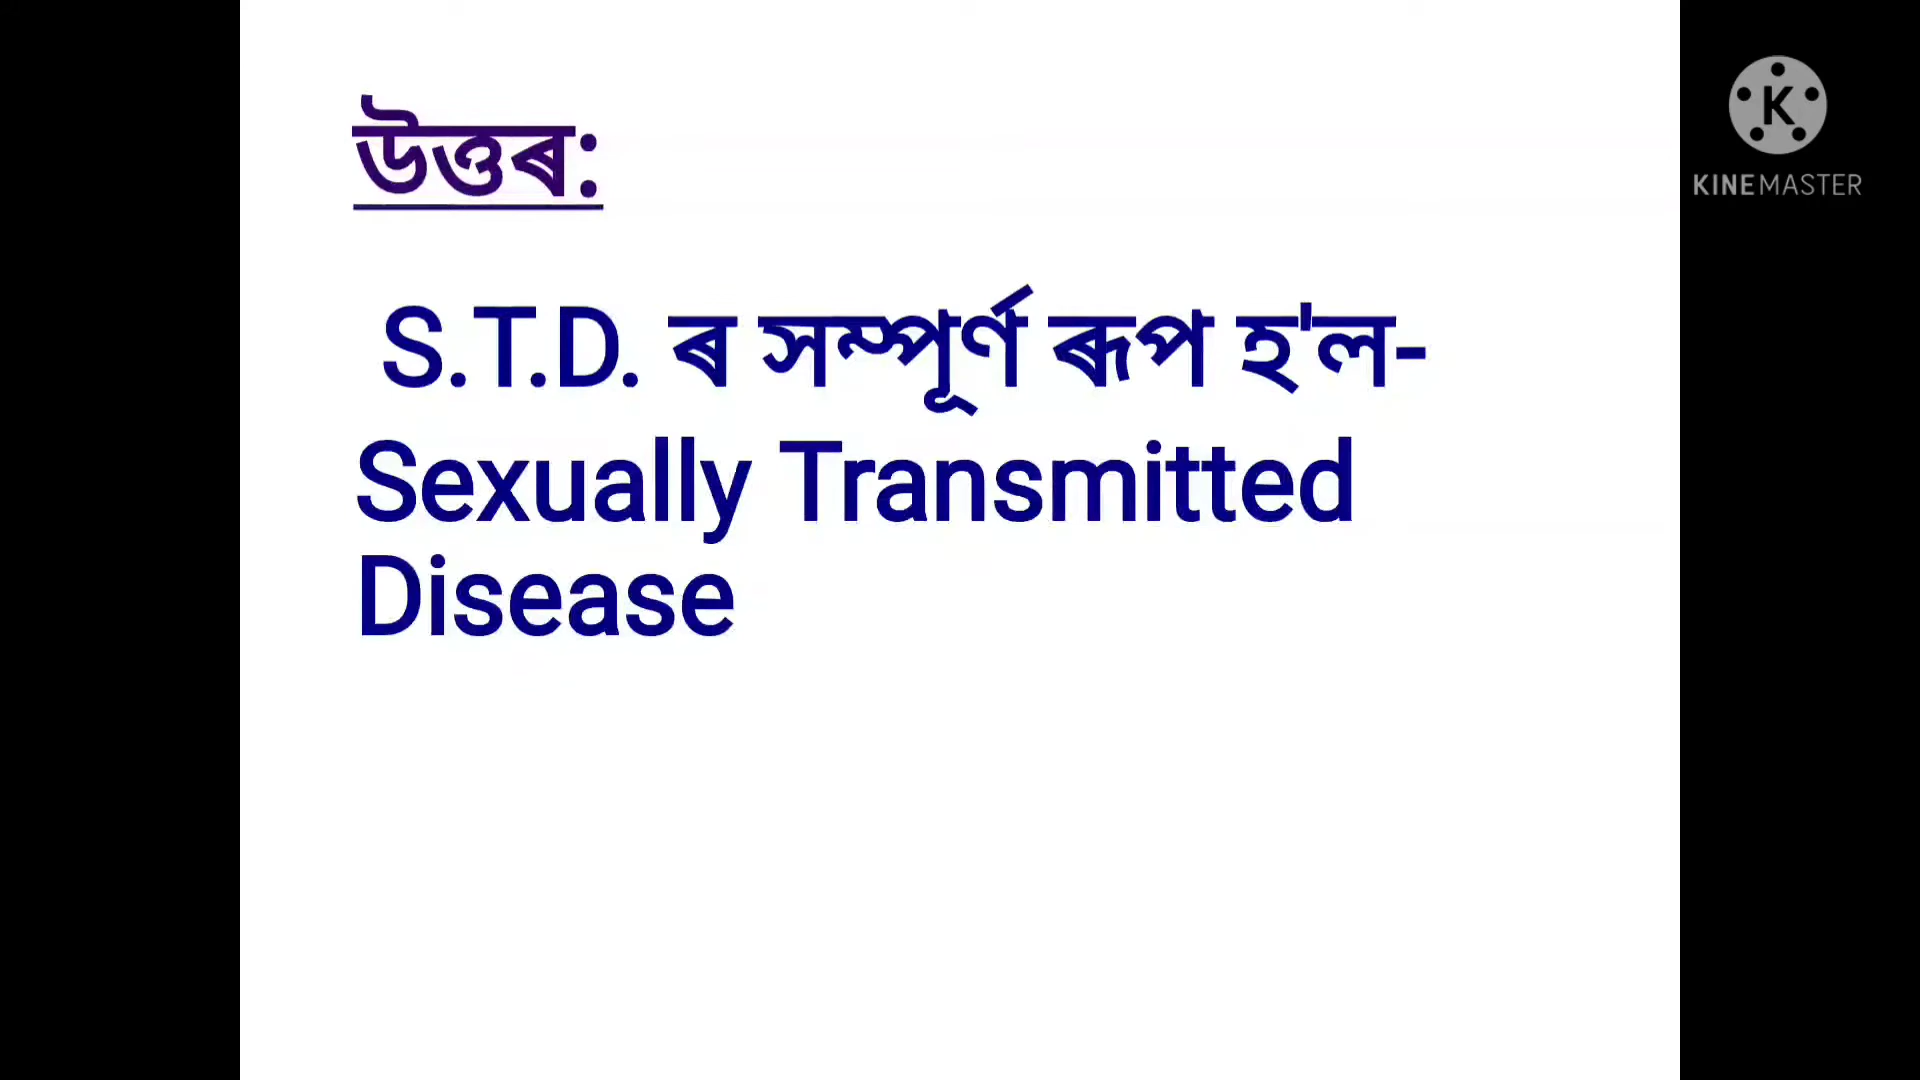 উত্তৰ:
S.T.D. ৰ সম্পূৰ্ণ ৰূপ হ'ল-
Sexually Transmitted
Disease
K
KINEMASTER